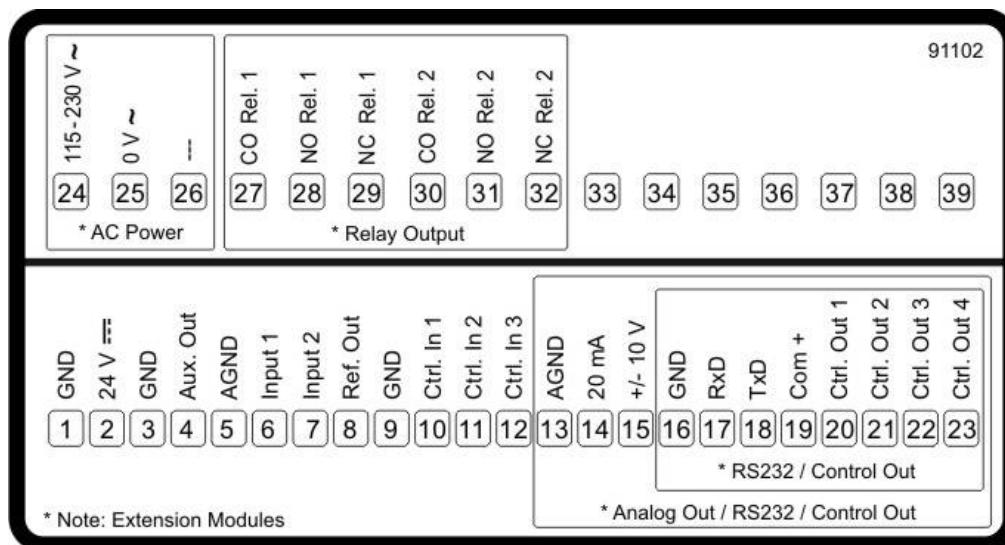 91102
115-230 V ~
0 V ~
---
CO Rel. 1
NO Rel. 1
NC Rel. 1
CO Rel. 2
NO Rel. 2
NC Rel. 2
24 25 26 27 28 29 30 31 32 33 34 35 36 37 38 39
* AC Power
* Relay Output
GND
24 V ⎓
GND
Aux. Out
AGND
Input 1
Input 2
Ref. Out
GND
Ctrl. In 1
Ctrl. In 2
Ctrl. In 3
AGND
20 mA
+/- 10 V
GND
RxD
TxD
Com +
Ctrl. Out 1
Ctrl. Out 2
Ctrl. Out 3
Ctrl. Out 4
1 2 3 4 5 6 7 8 9 10 11 12 13 14 15 16 17 18 19 20 21 22 23
* RS232 / Control Out
* Note: Extension Modules
* Analog Out / RS232 / Control Out